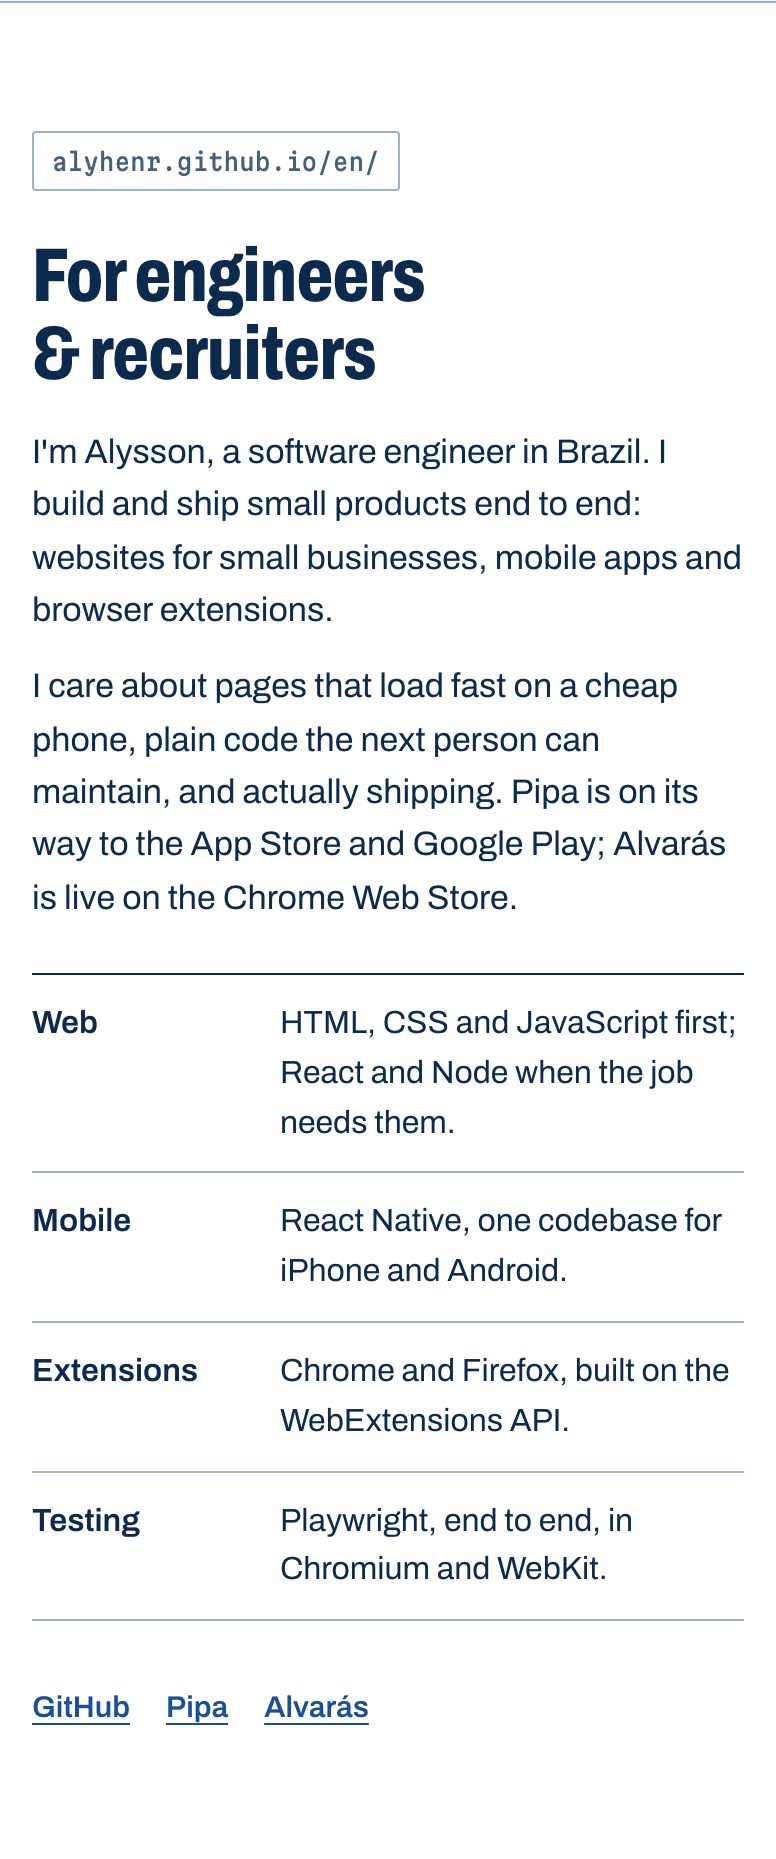 alyhenr.github.io/en/
For engineers
& recruiters
I'm Alysson, a software engineer in Brazil. I
build and ship small products end to end:
websites for small businesses, mobile apps and
browser extensions.
I care about pages that load fast on a cheap
phone, plain code the next person can
maintain, and actually shipping. Pipa is on its
way to the App Store and Google Play; Alvarás
is live on the Chrome Web Store.
Web
HTML, CSS and JavaScript first;
React and Node when the job
needs them.
Mobile
React Native, one codebase for
iPhone and Android.
Extensions
Chrome and Firefox, built on the
WebExtensions API.
Testing
Playwright, end to end, in
Chromium and WebKit.
GitHub Pipa Alvarás